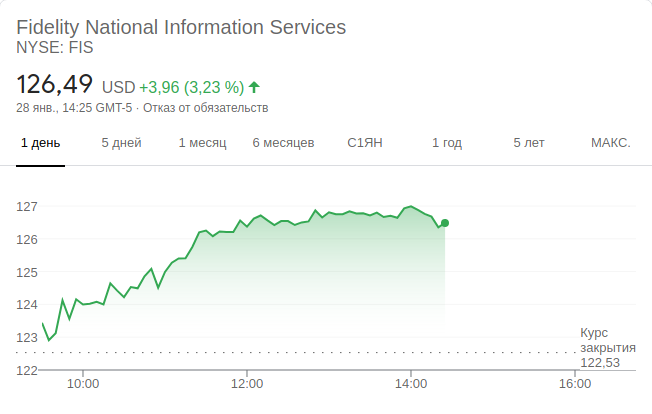 Fidelity National Information Services
NYSE: FIS
126,49 USD +3,96 (3,23 %)
28 янв., 14:25 GMT-5 · Отказ от обязательств
1 день 5 дней 1 месяц 6 месяцев С1ЯН 1 год 5 лет МАКС.
127
126
125
124
123
122
Курс
закрытия
122,53
10:00 12:00 14:00 16:00